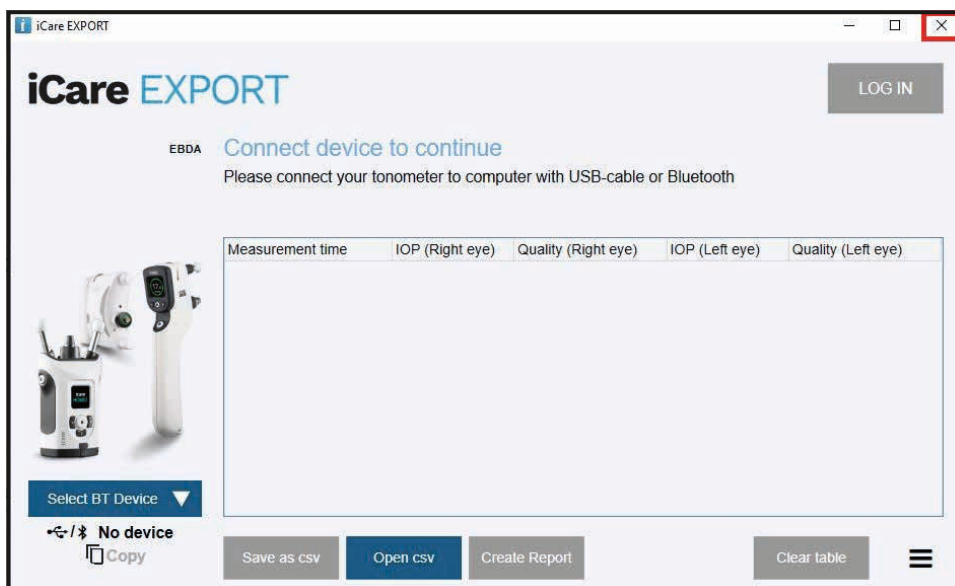 iCare EXPORT
iCare EXPORT
LOG IN
EBDA
Connect device to continue
Please connect your tonometer to computer with USB-cable or Bluetooth
Measurement time IOP (Right eye) Quality (Right eye) IOP (Left eye) Quality (Left eye)
Select BT Device
/ No device
Copy
Save as csv Open csv Create Report Clear table